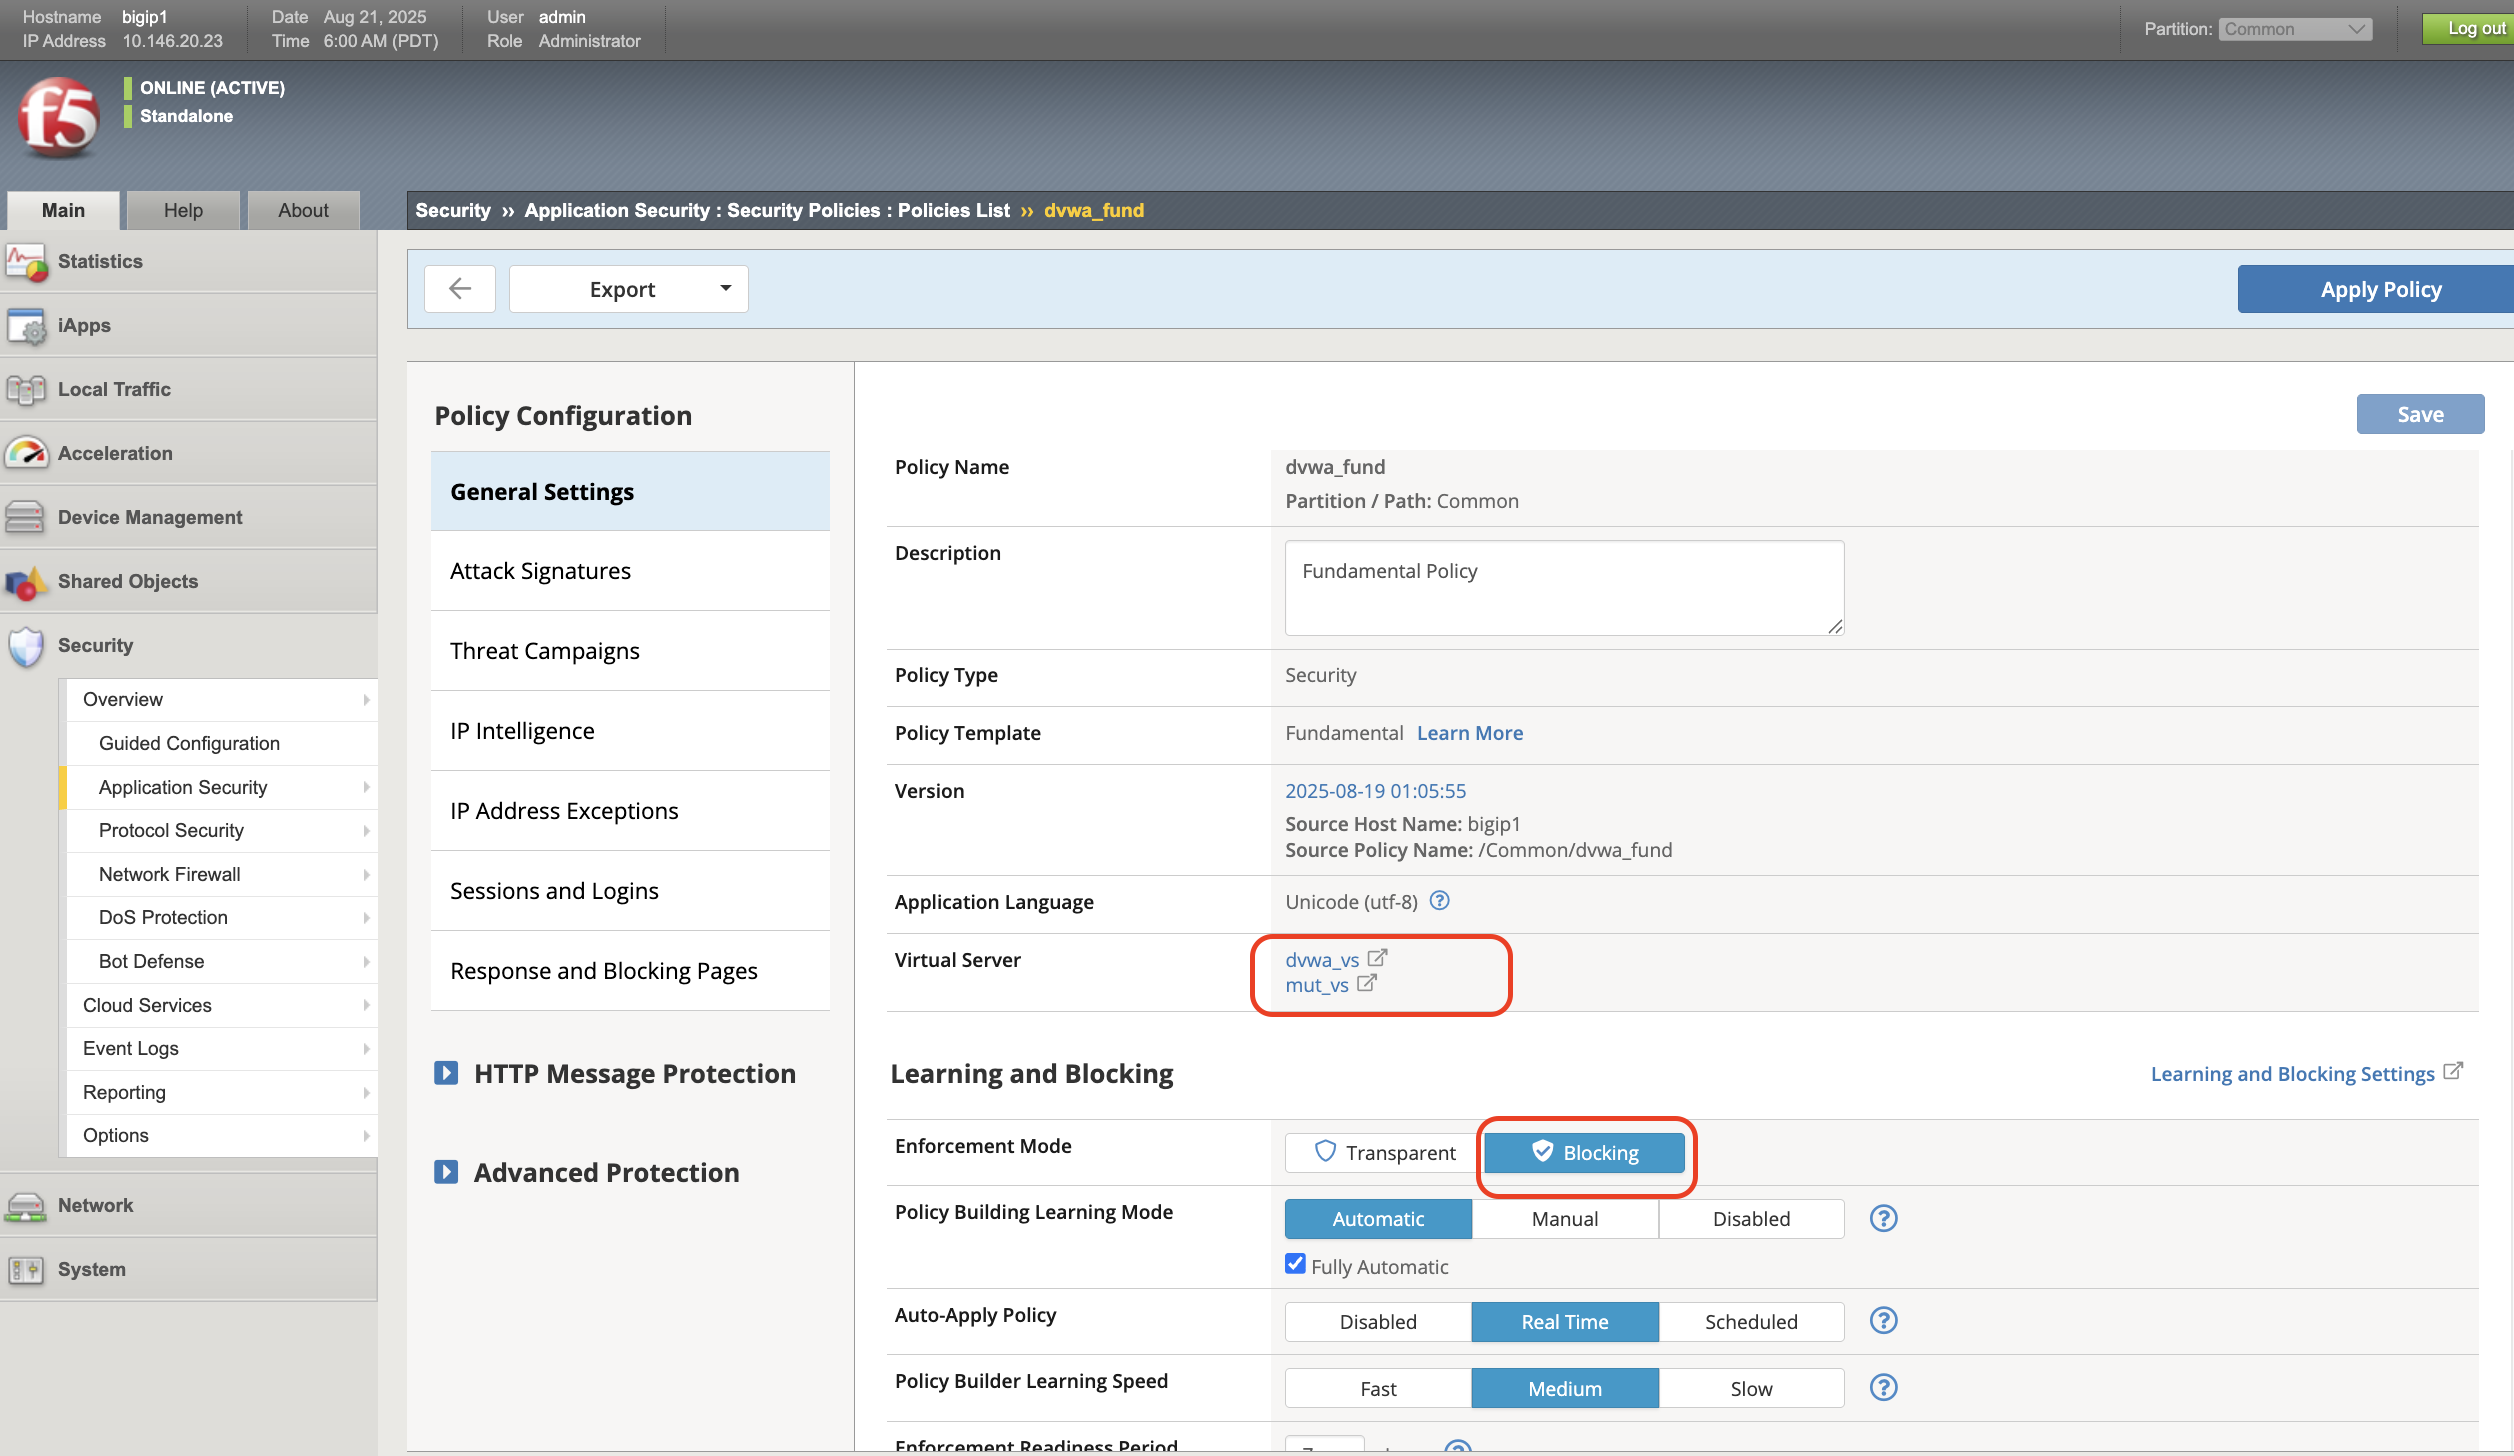 Hostname bigip1
IP Address 10.146.20.23
Date Aug 21, 2025
Time 6:00 AM (PDT)
User admin
Role Administrator
Partition: Common
Log out
f5
ONLINE (ACTIVE)
Standalone
Main
Help
About
Security ›› Application Security : Security Policies : Policies List ›› dvwa_fund
Statistics
iApps
Local Traffic
Acceleration
Device Management
Shared Objects
Security
Overview
Guided Configuration
Application Security
Protocol Security
Network Firewall
DoS Protection
Bot Defense
Cloud Services
Event Logs
Reporting
Options
Network
System
Export
Apply Policy
Policy Configuration
General Settings
Attack Signatures
Threat Campaigns
IP Intelligence
IP Address Exceptions
Sessions and Logins
Response and Blocking Pages
HTTP Message Protection
Advanced Protection
Save
Policy Name
dvwa_fund
Partition / Path: Common
Description
Fundamental Policy
Policy Type
Security
Policy Template
Fundamental Learn More
Version
2025-08-19 01:05:55
Source Host Name: bigip1
Source Policy Name: /Common/dvwa_fund
Application Language
Unicode (utf-8) ?
Virtual Server
dvwa_vs
mut_vs
Learning and Blocking
Learning and Blocking Settings
Enforcement Mode
Transparent
Blocking
Policy Building Learning Mode
Automatic
Manual
Disabled
?
Fully Automatic
Auto-Apply Policy
Disabled
Real Time
Scheduled
?
Policy Builder Learning Speed
Fast
Medium
Slow
?
Enforcement Readiness Period